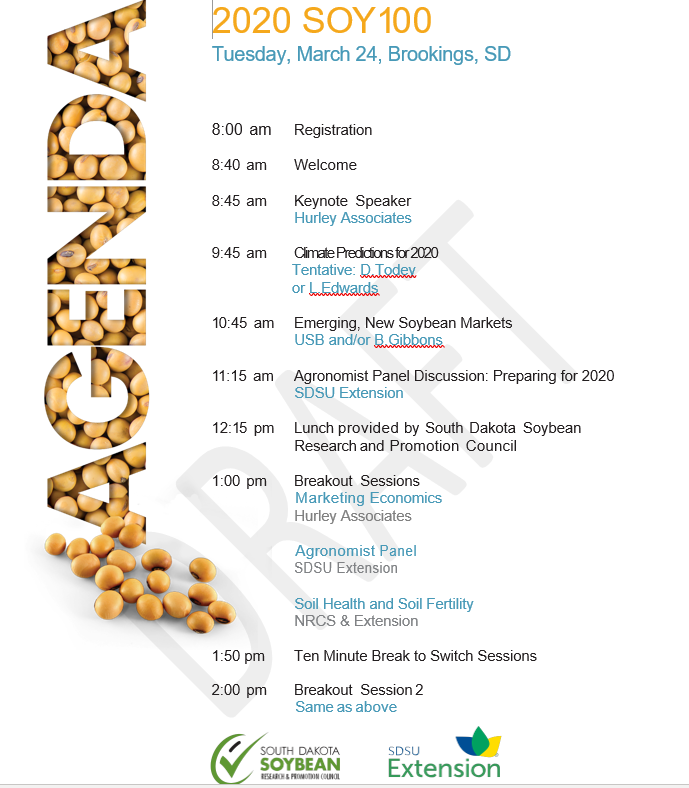 AGENDA
2020 SOY100
Tuesday, March 24, Brookings, SD
8:00 am Registration
8:40 am Welcome
8:45 am Keynote Speaker
Hurley Associates
9:45 am Climate Predictions for 2020
Tentative: D.Todey
or L.Edwards
10:45 am Emerging, New Soybean Markets
USB and/or B.Gibbons
11:15 am Agronomist Panel Discussion: Preparing for 2020
SDSU Extension
12:15 pm Lunch provided by South Dakota Soybean
Research and Promotion Council
1:00 pm Breakout Sessions
Marketing Economics
Hurley Associates
Agronomist Panel
SDSU Extension
Soil Health and Soil Fertility
NRCS & Extension
1:50 pm Ten Minute Break to Switch Sessions
2:00 pm Breakout Session 2
Same as above
DRAFT
SOUTH DAKOTA
SOYBEAN
RESEARCH & PROMOTION COUNCIL
SDSU
Extension